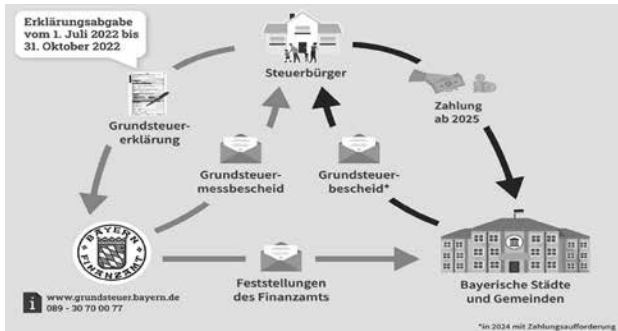 Erklärungsabgabe
vom 1. Juli 2022 bis
31. Oktober 2022
Steuerbürger
Grundsteuer-
erklärung
Zahlung
ab 2025
Grundsteuer-
messbescheid
Grundsteuer-
bescheid*
BAYERN
FINANZAMT
Feststellungen
des Finanzamts
Bayerische Städte
und Gemeinden
i www.grundsteuer.bayern.de
089 - 30 70 00 77
*in 2024 mit Zahlungsaufforderung